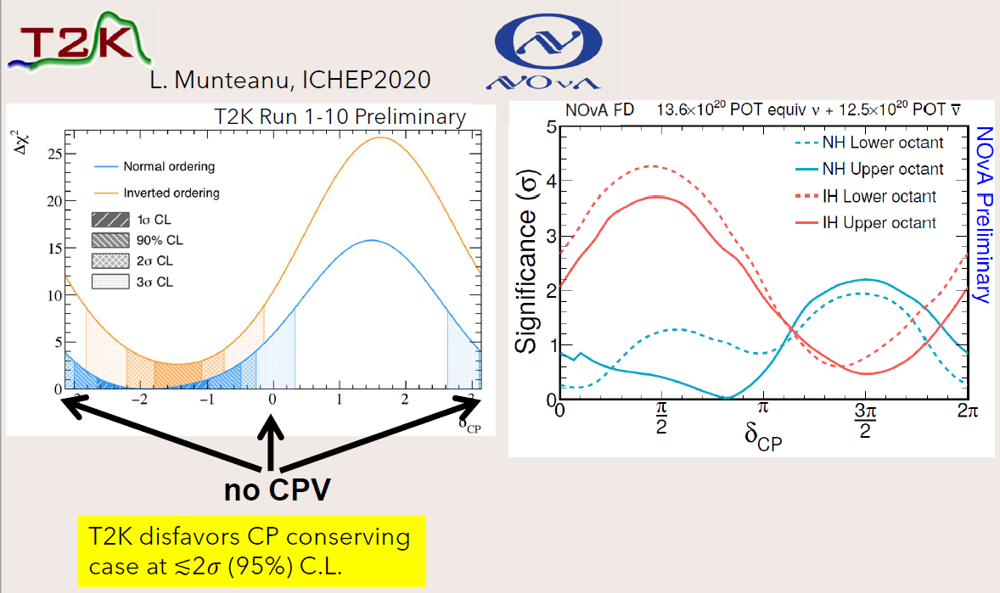 T2K
NOνA
L. Munteanu, ICHEP2020
T2K Run 1-10 Preliminary
Δχ²
25
20
15
10
5
0
Normal ordering
Inverted ordering
1σ CL
90% CL
2σ CL
3σ CL
−3 −2 −1 0 1 2 3
δCP
no CPV
T2K disfavors CP conserving
case at ≲2σ (95%) C.L.
NOνA FD 13.6×10²⁰ POT equiv ν + 12.5×10²⁰ POT ν̅
NOνA Preliminary
Significance (σ)
5
4
3
2
1
0
NH Lower octant
NH Upper octant
IH Lower octant
IH Upper octant
0 π/2 π 3π/2 2π
δCP